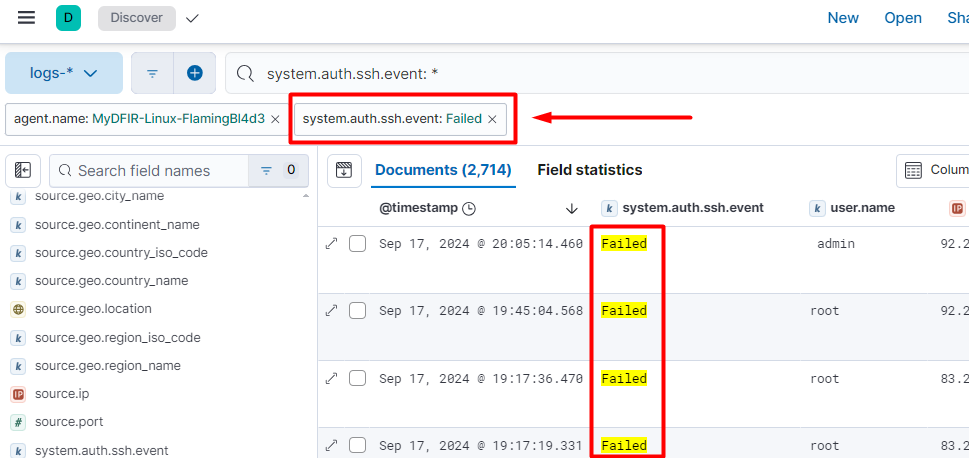 D Discover New Open Sha
logs-* system.auth.ssh.event: *
agent.name: MyDFIR-Linux-FlamingBl4d3 × system.auth.ssh.event: Failed ×
Search field names 0 Documents (2,714) Field statistics Colum
k source.geo.city_name @timestamp k system.auth.ssh.event k user.name IP
k source.geo.continent_name
k source.geo.country_iso_code Sep 17, 2024 @ 20:05:14.460 Failed admin 92.2
k source.geo.country_name
source.geo.location Sep 17, 2024 @ 19:45:04.568 Failed root 92.2
k source.geo.region_iso_code
k source.geo.region_name Sep 17, 2024 @ 19:17:36.470 Failed root 83.2
IP source.ip
# source.port
k system.auth.ssh.event Sep 17, 2024 @ 19:17:19.331 Failed root 83.2